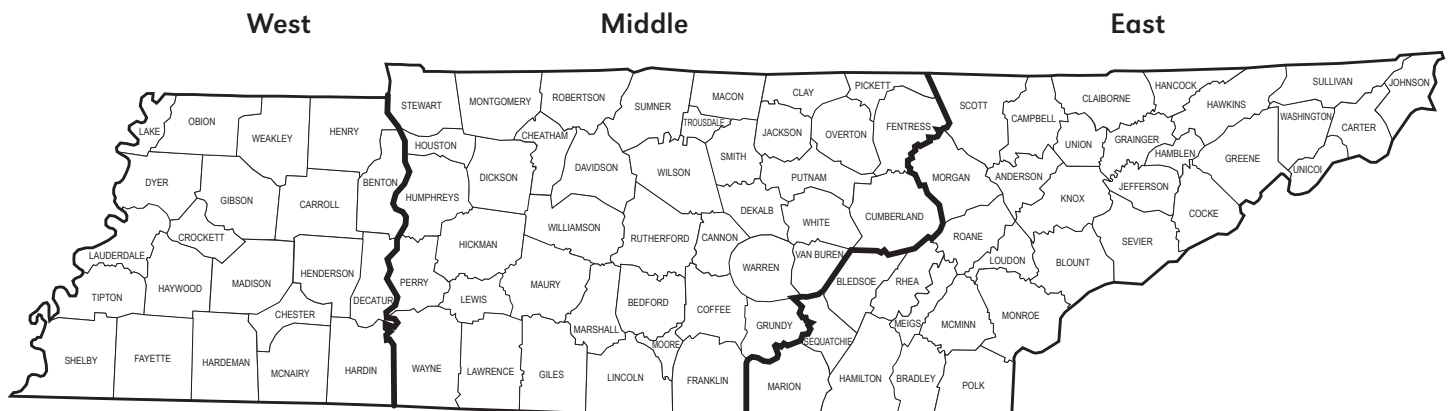 West Middle East
STEWART MONTGOMERY ROBERTSON SUMNER MACON CLAY PICKETT SCOTT CLAIBORNE HANCOCK SULLIVAN JOHNSON
LAKE OBION WEAKLEY HENRY HOUSTON CHEATHAM TROUSDALE JACKSON OVERTON FENTRESS CAMPBELL UNION GRAINGER HAMBLEN HAWKINS WASHINGTON CARTER
DYER GIBSON CARROLL BENTON HUMPHREYS DICKSON DAVIDSON WILSON SMITH PUTNAM MORGAN ANDERSON KNOX JEFFERSON GREENE UNICOI
CROCKETT HICKMAN WILLIAMSON RUTHERFORD CANNON DEKALB WHITE CUMBERLAND ROANE LOUDON BLOUNT SEVIER COCKE
LAUDERDALE TIPTON HAYWOOD MADISON HENDERSON DECATUR PERRY LEWIS MAURY BEDFORD COFFEE WARREN VAN BUREN BLEDSOE RHEA
CHESTER MARSHALL MOORE GRUNDY SEQUATCHIE MEIGS MCMINN MONROE
SHELBY FAYETTE HARDEMAN MCNAIRY HARDIN WAYNE LAWRENCE GILES LINCOLN FRANKLIN MARION HAMILTON BRADLEY POLK